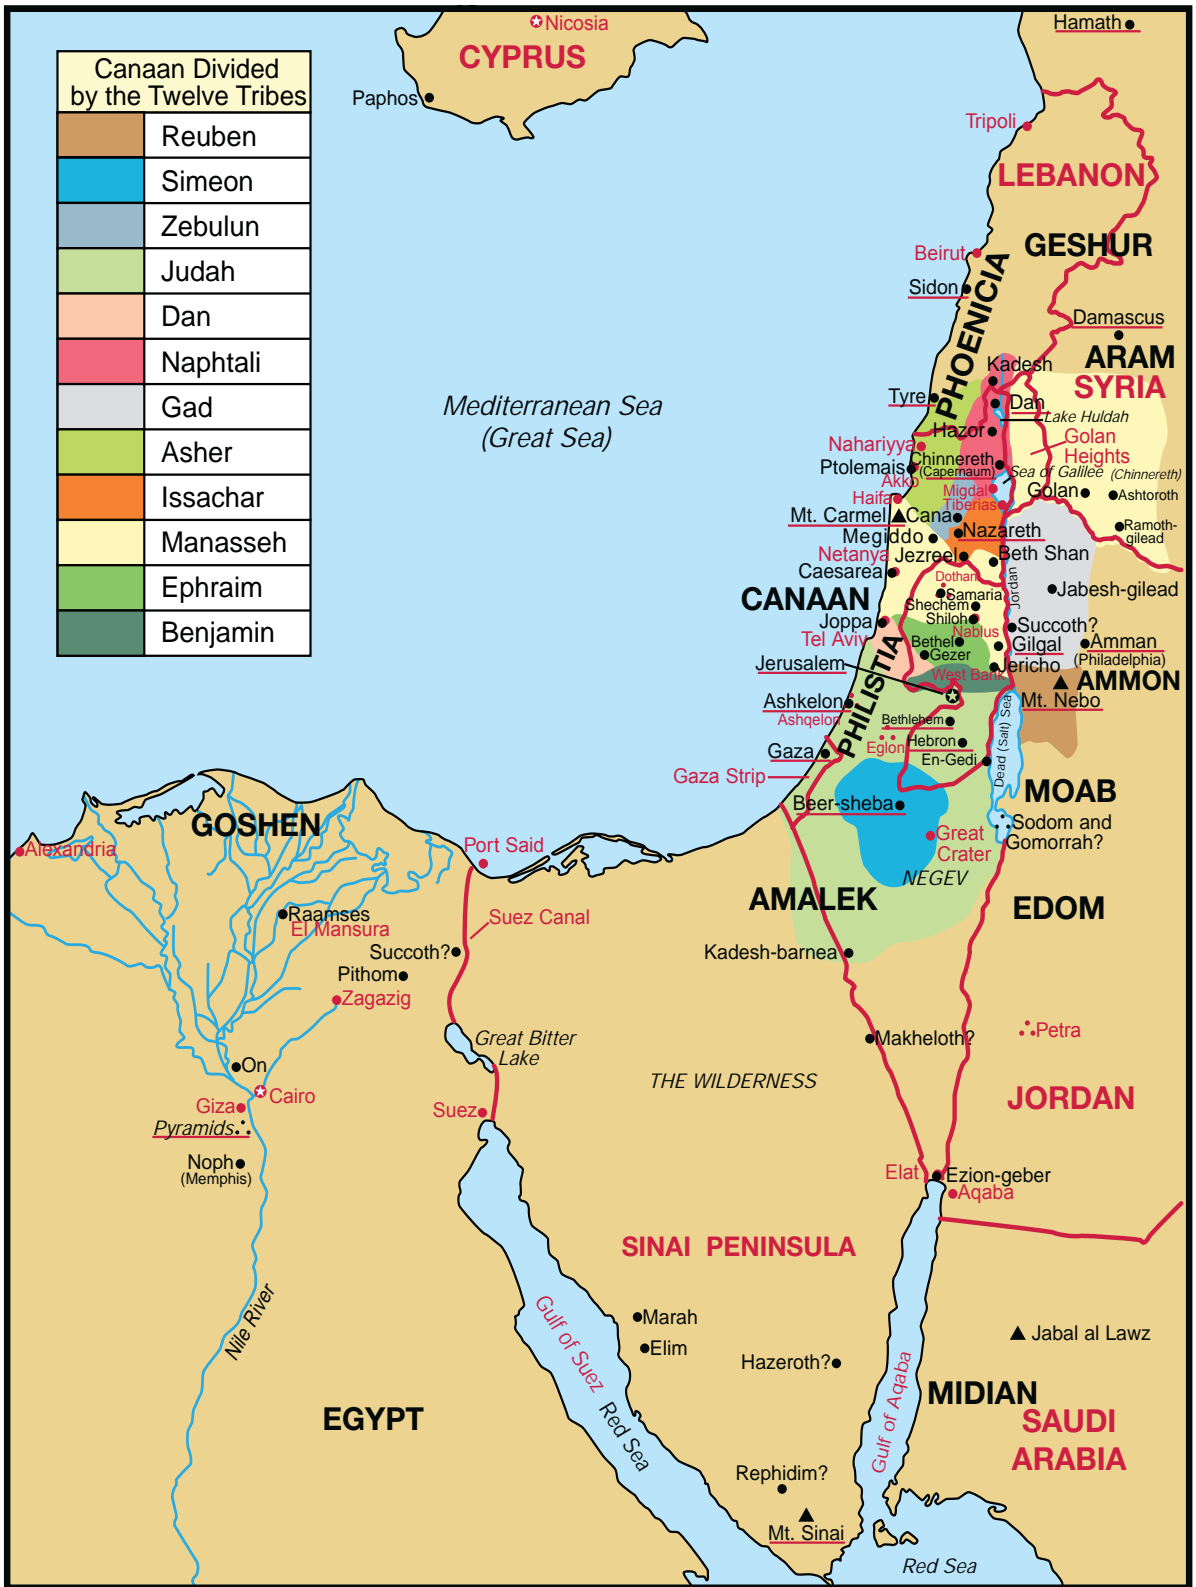 Canaan Divided
by the Twelve Tribes
Reuben
Simeon
Zebulun
Judah
Dan
Naphtali
Gad
Asher
Issachar
Manasseh
Ephraim
Benjamin
Nicosia
CYPRUS
Paphos
Hamath
Tripoli
LEBANON
GESHUR
Beirut
Sidon
PHOENICIA
Damascus
ARAM
SYRIA
Kadesh
Tyre
Dan
Lake Huldah
Mediterranean Sea
(Great Sea)
Hazor
Golan
Heights
Nahariyya
Ptolemais
Chinnereth
(Capernaum)
Sea of Galilee (Chinnereth)
Akko
Migdal
Golan
Ashtoroth
Haifa
Tiberias
Mt. Carmel
Cana
Nazareth
Ramoth-
gilead
Megiddo
Netanya
Jezreel
Beth Shan
Caesarea
Dothan
Jordan
Jabesh-gilead
CANAAN
Samaria
Shechem
Shiloh
Joppa
Nablus
Succoth?
Tel Aviv
Bethel
Gilgal
Amman
(Philadelphia)
Gezer
Jerusalem
Jericho
West Bank
AMMON
PHILISTIA
Mt. Nebo
Ashkelon
Ashqelon
Bethlehem
Dead (Salt) Sea
Eglon
Hebron
Gaza
En-Gedi
Gaza Strip
MOAB
Beer-sheba
Sodom and
Gomorrah?
Great
Crater
NEGEV
AMALEK
EDOM
GOSHEN
Alexandria
Port Said
Raamses
El Mansura
Suez Canal
Succoth?
Pithom
Kadesh-barnea
Zagazig
Great Bitter
Lake
Makheloth?
Petra
On
THE WILDERNESS
Cairo
Giza
Suez
JORDAN
Pyramids
Noph
(Memphis)
Elat
Ezion-geber
Aqaba
SINAI PENINSULA
Nile River
Gulf of Suez
Red Sea
Marah
Elim
Hazeroth?
Jabal al Lawz
Gulf of Aqaba
MIDIAN
EGYPT
SAUDI
ARABIA
Rephidim?
Mt. Sinai
Red Sea